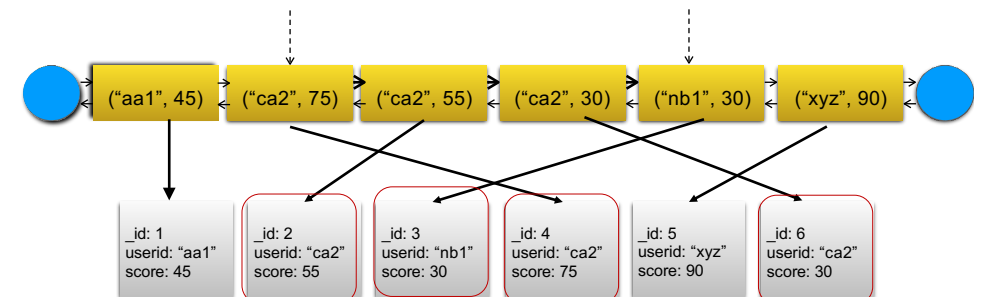 (“aa1”, 45)
(“ca2”, 75)
(“ca2”, 55)
(“ca2”, 30)
(“nb1”, 30)
(“xyz”, 90)
_id: 1
userid: “aa1”
score: 45
_id: 2
userid: “ca2”
score: 55
_id: 3
userid: “nb1”
score: 30
_id: 4
userid: “ca2”
score: 75
_id: 5
userid: “xyz”
score: 90
_id: 6
userid: “ca2”
score: 30